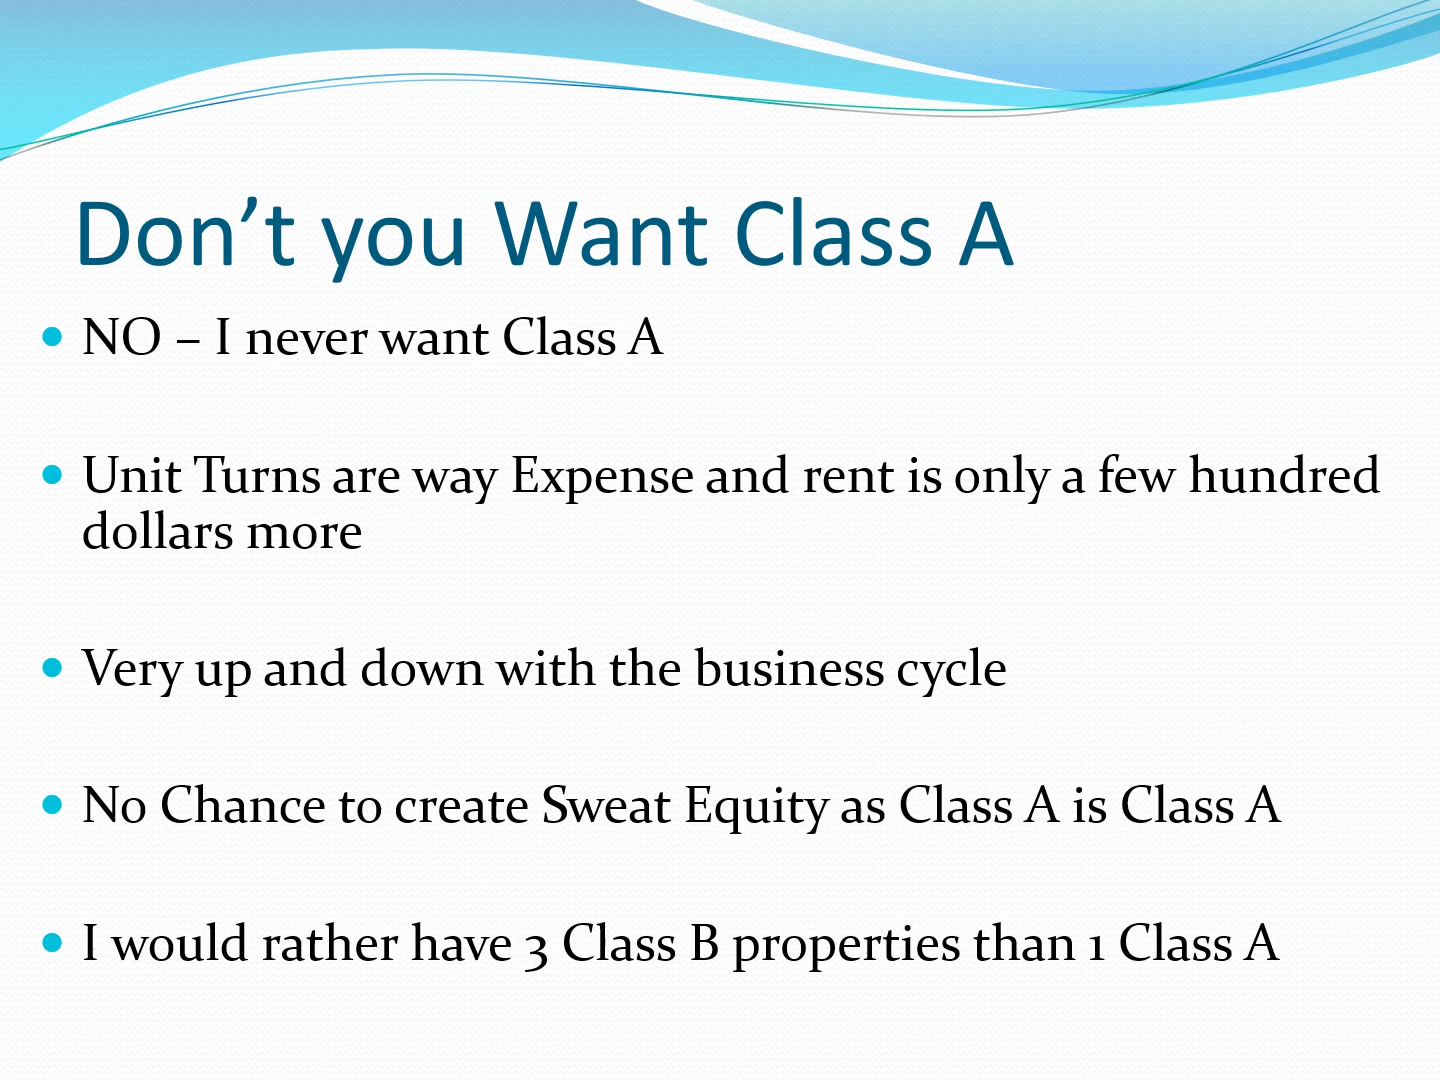 Don’t you Want Class A
• NO – I never want Class A
• Unit Turns are way Expense and rent is only a few hundred
dollars more
• Very up and down with the business cycle
• No Chance to create Sweat Equity as Class A is Class A
• I would rather have 3 Class B properties than 1 Class A